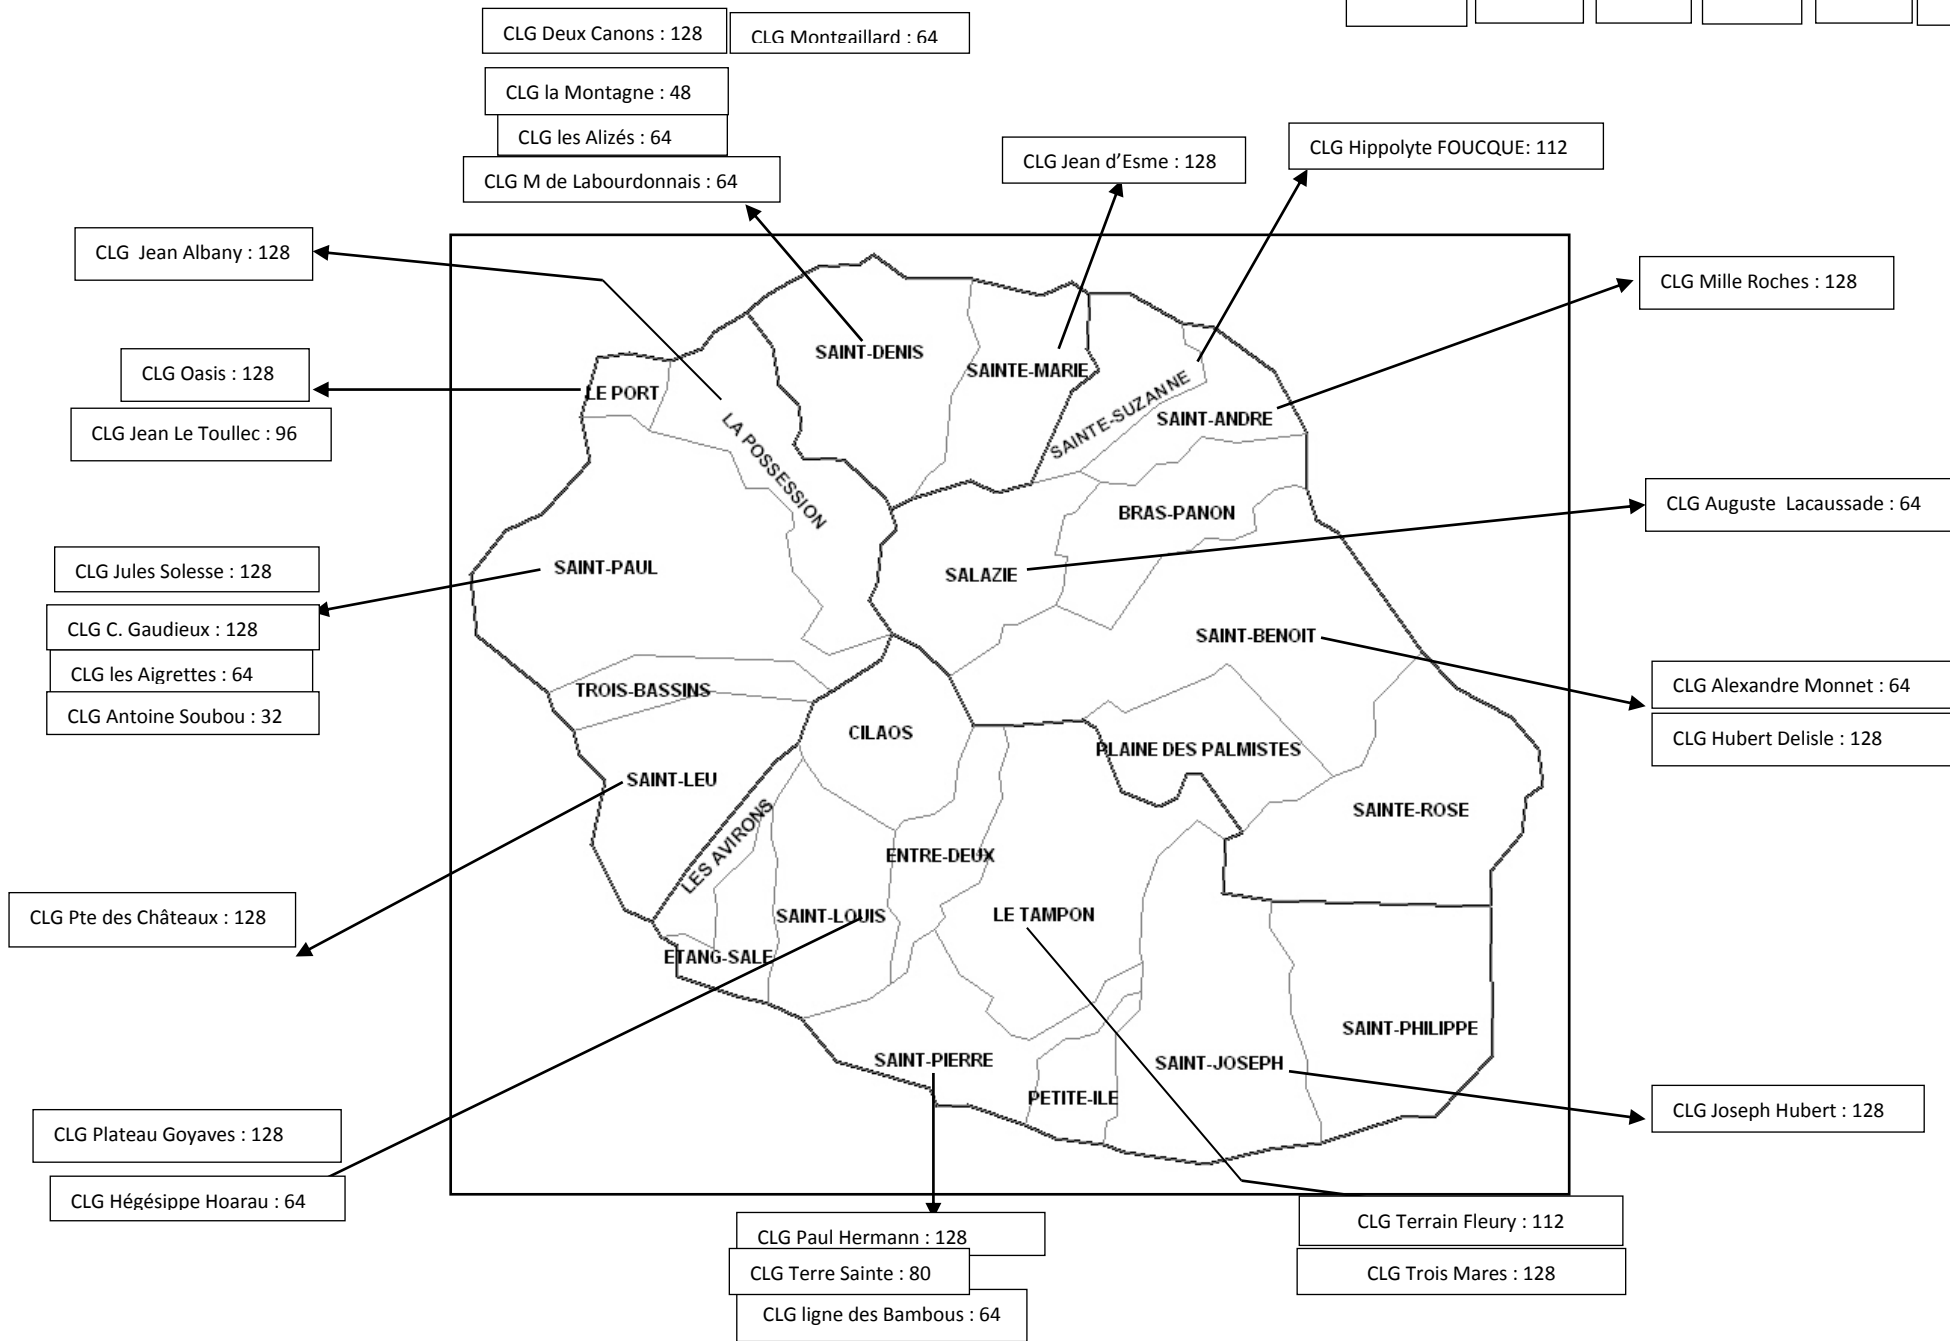 CLG Deux Canons : 128
CLG Montgaillard : 64
CLG la Montagne : 48
CLG les Alizés : 64
CLG M de Labourdonnais : 64
CLG Jean d’Esme : 128
CLG Hippolyte FOUCQUE: 112
CLG  Jean Albany : 128
CLG Mille Roches : 128
CLG Oasis : 128
CLG Jean Le Toullec : 96
SAINT-DENIS
SAINTE-MARIE
SAINTE-SUZANNE
SAINT-ANDRE
LE PORT
LA POSSESSION
BRAS-PANON
CLG Auguste  Lacaussade : 64
SAINT-PAUL
SALAZIE
CLG Jules Solesse : 128
CLG C. Gaudieux : 128
CLG les Aigrettes : 64
CLG Antoine Soubou : 32
SAINT-BENOIT
CLG Alexandre Monnet : 64
CLG Hubert Delisle : 128
TROIS-BASSINS
CILAOS
PLAINE DES PALMISTES
SAINT-LEU
SAINTE-ROSE
LES AVIRONS
ENTRE-DEUX
CLG Pte des Châteaux : 128
SAINT-LOUIS
LE TAMPON
ETANG-SALE
SAINT-PHILIPPE
SAINT-PIERRE
SAINT-JOSEPH
PETITE-ILE
CLG Joseph Hubert : 128
CLG Plateau Goyaves : 128
CLG Hégésippe Hoarau : 64
CLG Paul Hermann : 128
CLG Terre Sainte : 80
CLG ligne des Bambous : 64
CLG Terrain Fleury : 112
CLG Trois Mares : 128